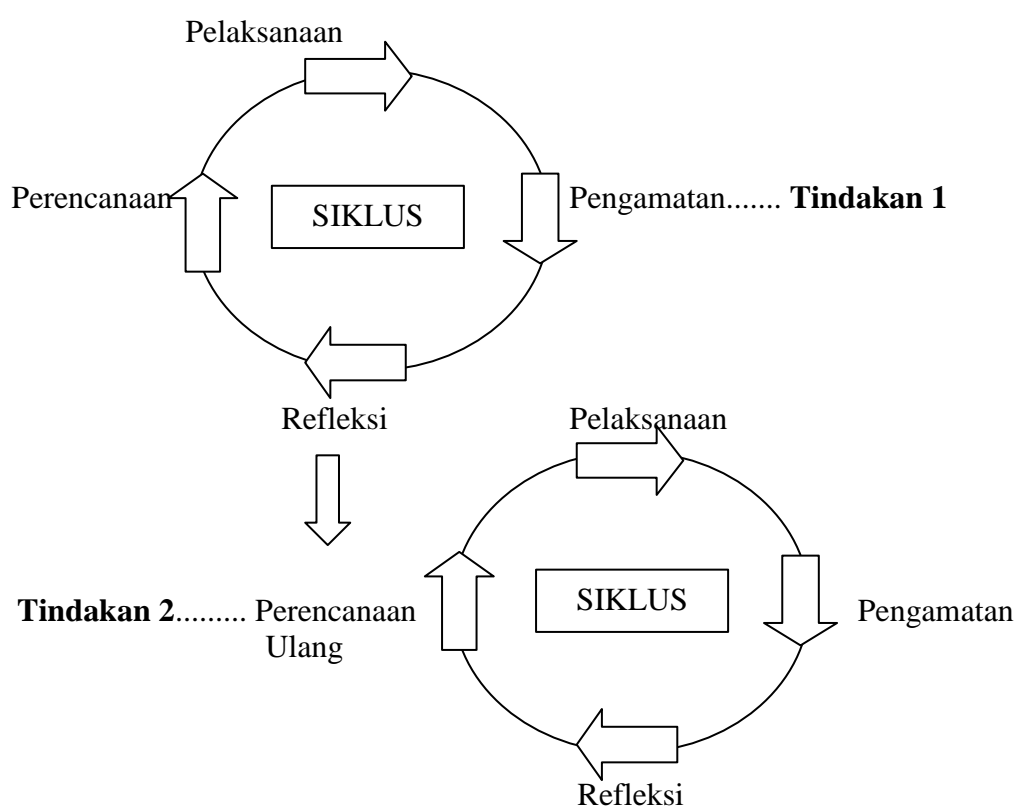 Pelaksanaan
Perencanaan
SIKLUS
Pengamatan....... Tindakan 1
Refleksi
Pelaksanaan
SIKLUS
Tindakan 2......... Perencanaan
Ulang
Pengamatan
Refleksi